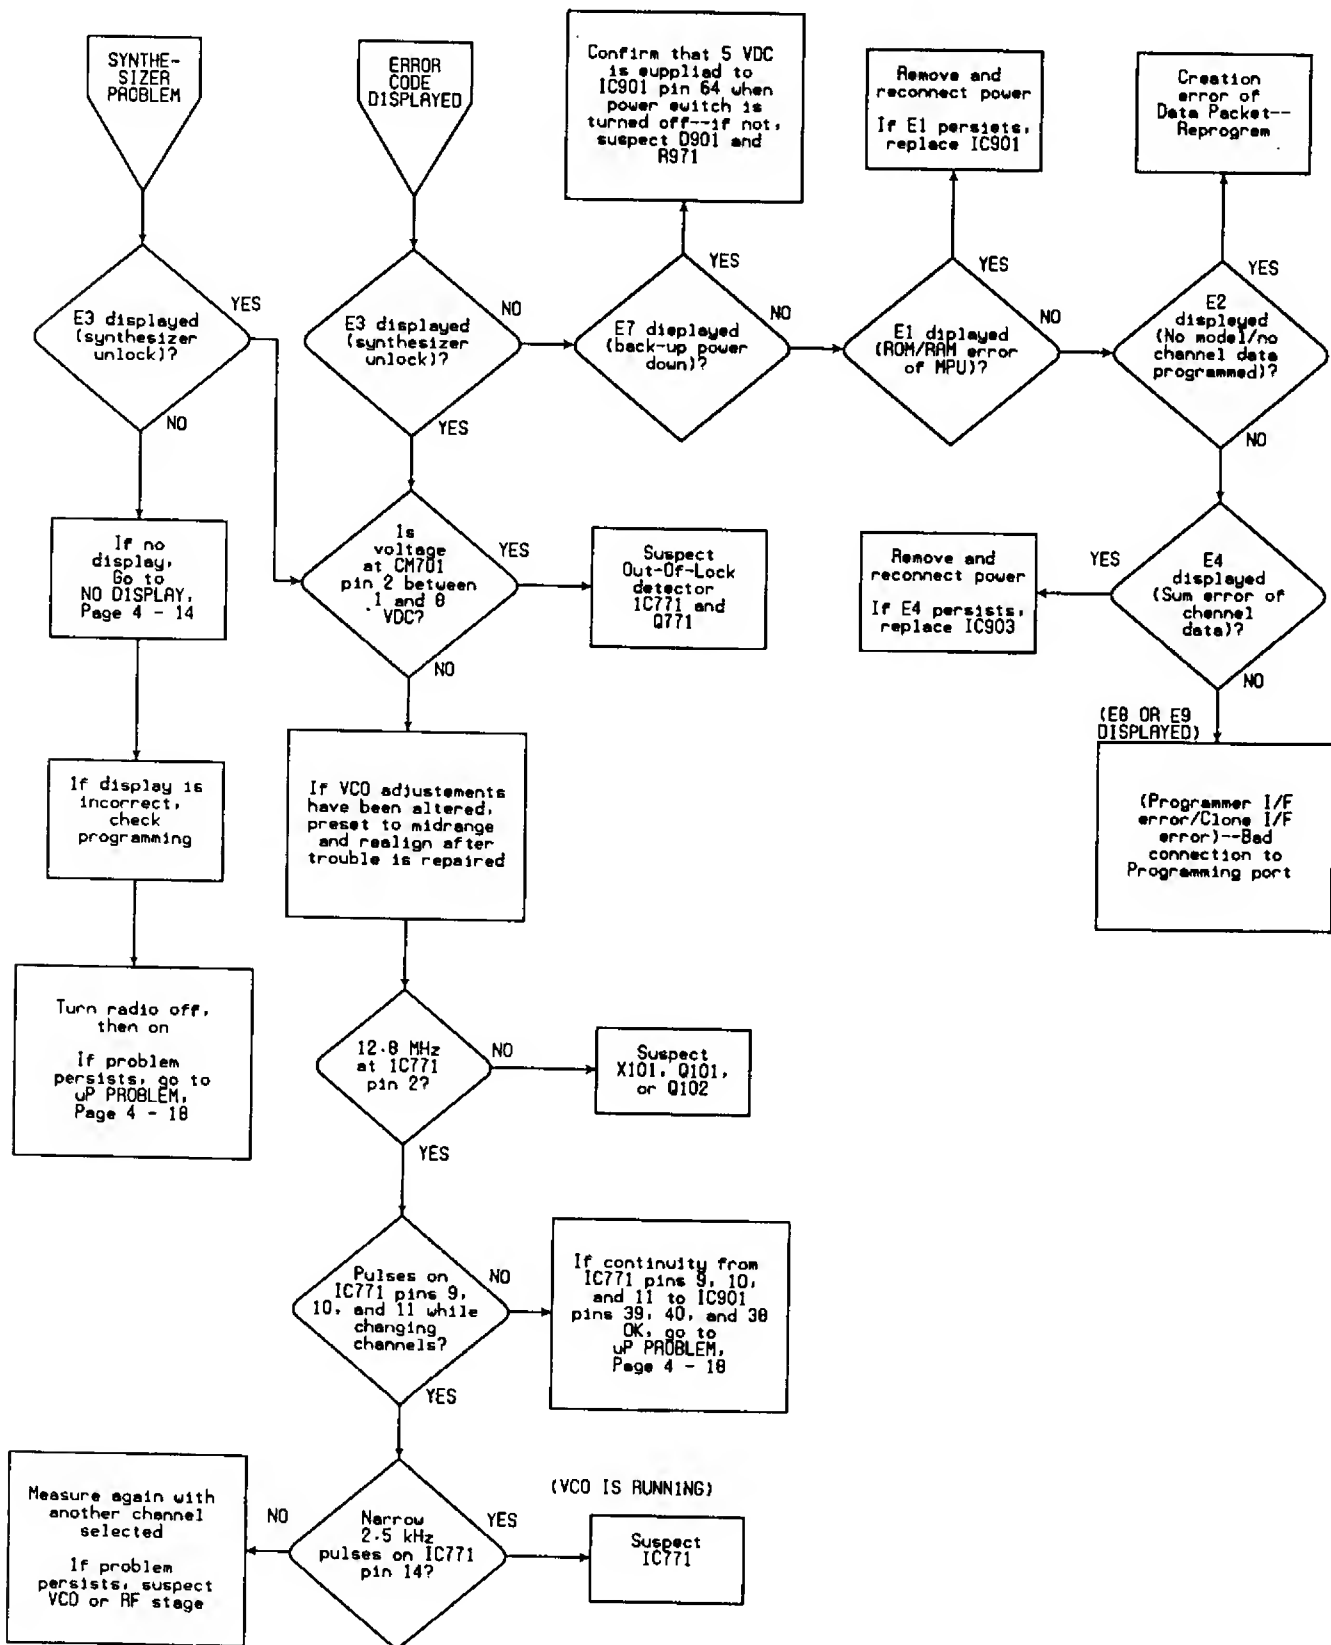 SYNTHE-
SIZER
PROBLEM
ERROR
CODE
DISPLAYED
Confirm that 5 VDC
is supplied to
IC901 pin 64 when
power switch is
turned off--if not,
suspect D901 and
R971
Remove and
reconnect power
If E1 persists,
replace IC901
Creation
error of
Data Packet--
Reprogram
E3 displayed
(synthesizer
unlock)?
YES
NO
E3 displayed
(synthesizer
unlock)?
NO
YES
E7 displayed
(back-up power
down)?
YES
NO
E1 diplayed
(ROM/RAM error
of MPU)?
YES
NO
E2
displayed
(No model/no
channel data
programmed)?
YES
NO
If no
display,
Go to
NO DISPLAY,
Page 4 - 14
Is
voltage
at CM701
pin 2 between
1 and 8
VDC?
YES
NO
Suspect
Out-Of-Lock
detector
IC771 and
Q771
Remove and
reconnect power
If E4 persists,
replace IC903
YES
E4
displayed
(Sum error of
channel
data)?
NO
(E8 OR E9
DISPLAYED)
If display is
incorrect,
check
programming
If VCO adjustements
have been altered,
preset to midrange
and realign after
trouble is repaired
(Programmer I/F
error/Clone I/F
error)--Bad
connection to
Programming port
Turn radio off,
then on
If problem
persists, go to
uP PROBLEM,
Page 4 - 18
12.8 MHz
at IC771
pin 2?
NO
YES
Suspect
X101, Q101,
or Q102
Pulses on
IC771 pins 9,
10, and 11 while
changing
channels?
NO
YES
If continuity from
IC771 pins 9, 10,
and 11 to IC901
pins 39, 40, and 38
OK, go to
uP PROBLEM,
Page 4 - 18
Measure again with
another channel
selected
If problem
persists, suspect
VCO or RF stage
NO
Narrow
2.5 kHz
pulses on IC771
pin 14?
YES
(VCO IS RUNNING)
Suspect
IC771